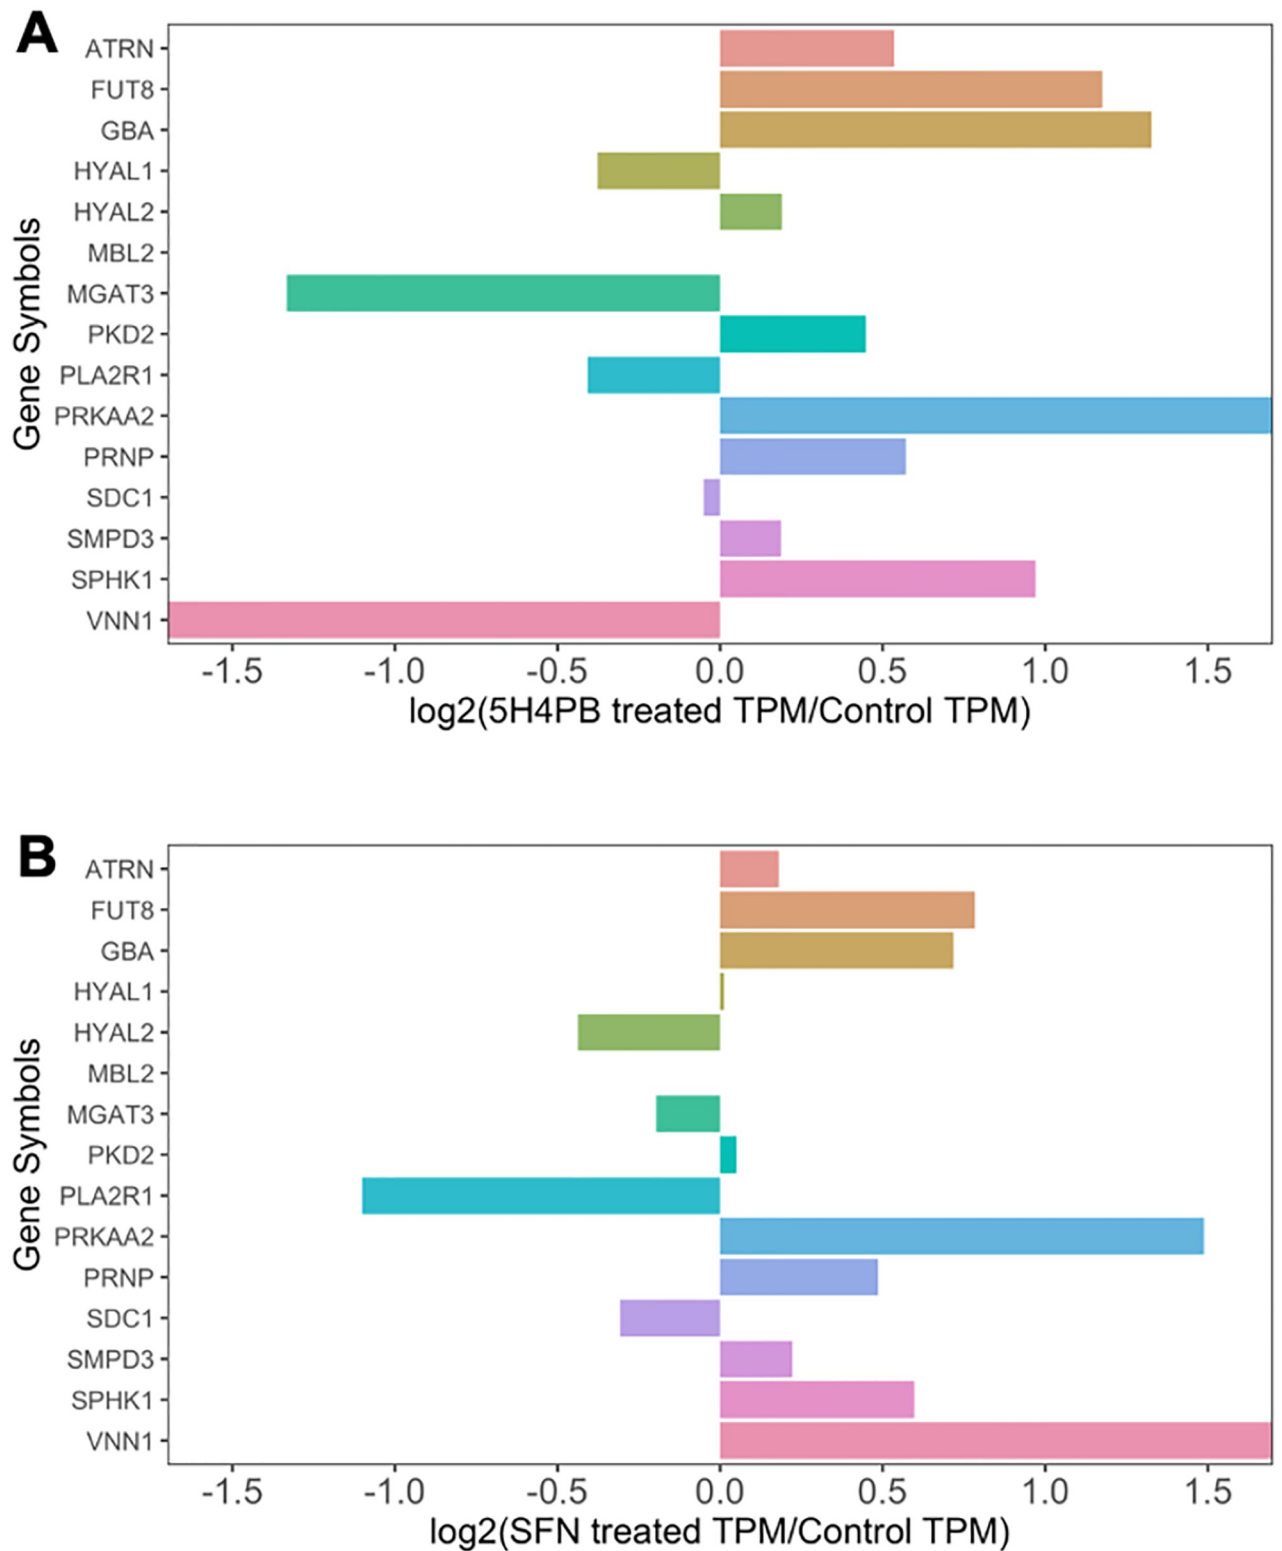 A
Gene Symbols
ATRN
FUT8
GBA
HYAL1
HYAL2
MBL2
MGAT3
PKD2
PLA2R1
PRKAA2
PRNP
SDC1
SMPD3
SPHK1
VNN1
-1.5 -1.0 -0.5 0.0 0.5 1.0 1.5
log2(5H4PB treated TPM/Control TPM)
B
Gene Symbols
ATRN
FUT8
GBA
HYAL1
HYAL2
MBL2
MGAT3
PKD2
PLA2R1
PRKAA2
PRNP
SDC1
SMPD3
SPHK1
VNN1
-1.5 -1.0 -0.5 0.0 0.5 1.0 1.5
log2(SFN treated TPM/Control TPM)